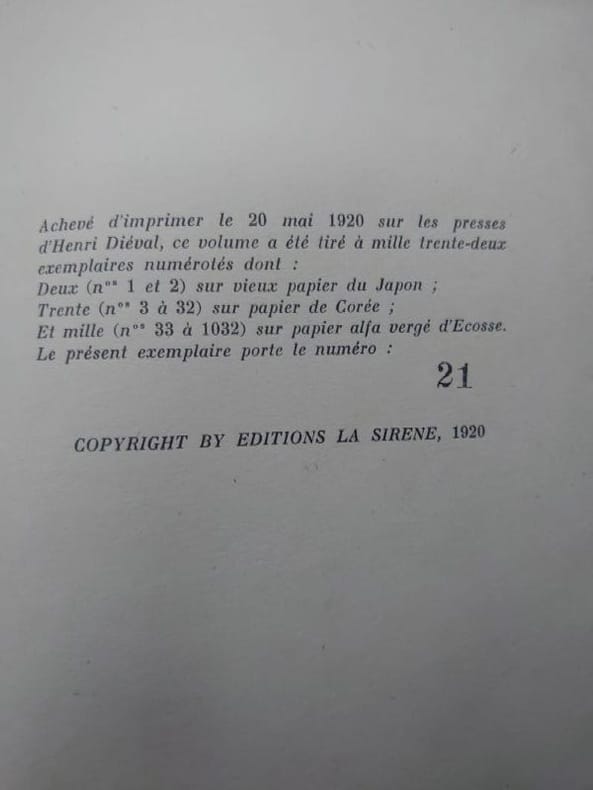 Achevé d'imprimer le 20 mai 1920 sur les presses
d'Henri Diéval, ce volume a été tiré à mille trente-deux
exemplaires numérotés dont :
Deux (nᵒˢ 1 et 2) sur vieux papier du Japon ;
Trente (nᵒˢ 3 à 32) sur papier de Corée ;
Et mille (nᵒˢ 33 à 1032) sur papier alfa vergé d'Ecosse.
Le présent exemplaire porte le numéro :
21
COPYRIGHT BY EDITIONS LA SIRENE, 1920